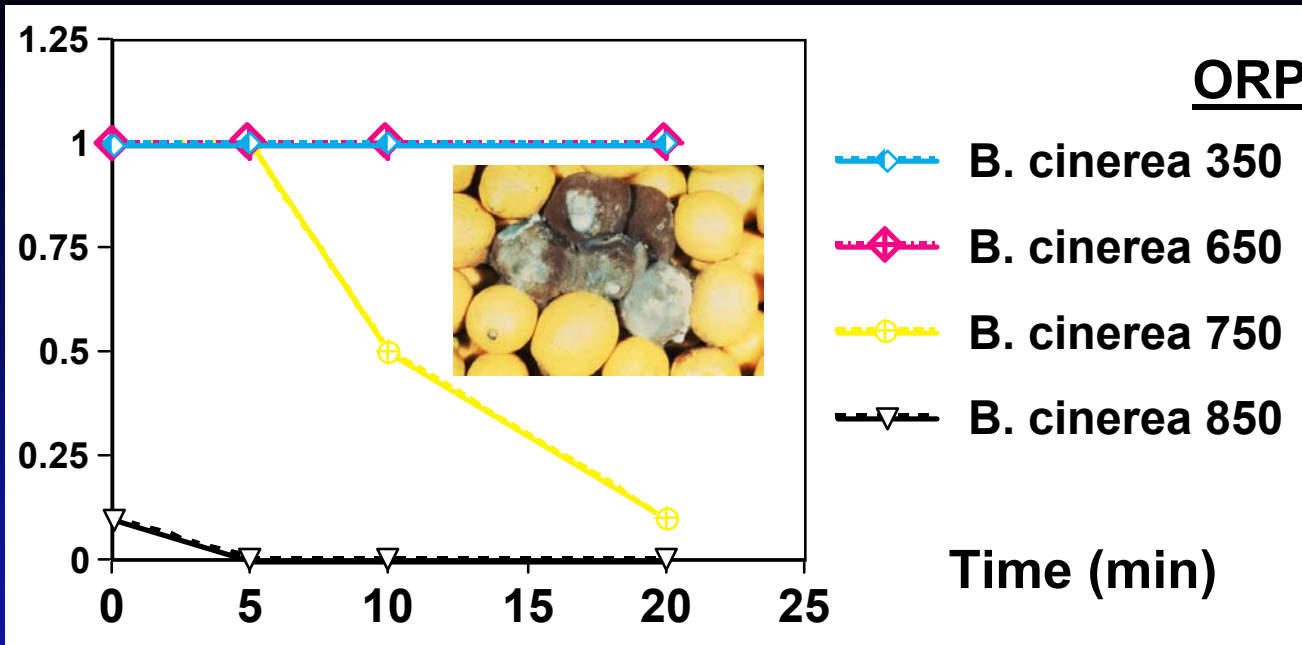 1.25
1
0.75
0.5
0.25
0
0 5 10 15 20 25
ORP
B. cinerea 350
B. cinerea 650
B. cinerea 750
B. cinerea 850
Time (min)